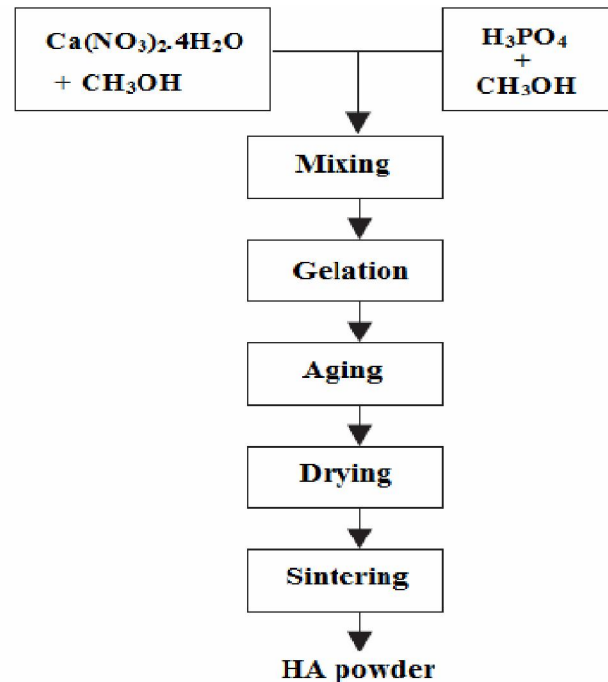 Ca(NO₃)₂.4H₂O
+ CH₃OH
H₃PO₄
+
CH₃OH
Mixing
Gelation
Aging
Drying
Sintering
HA powder